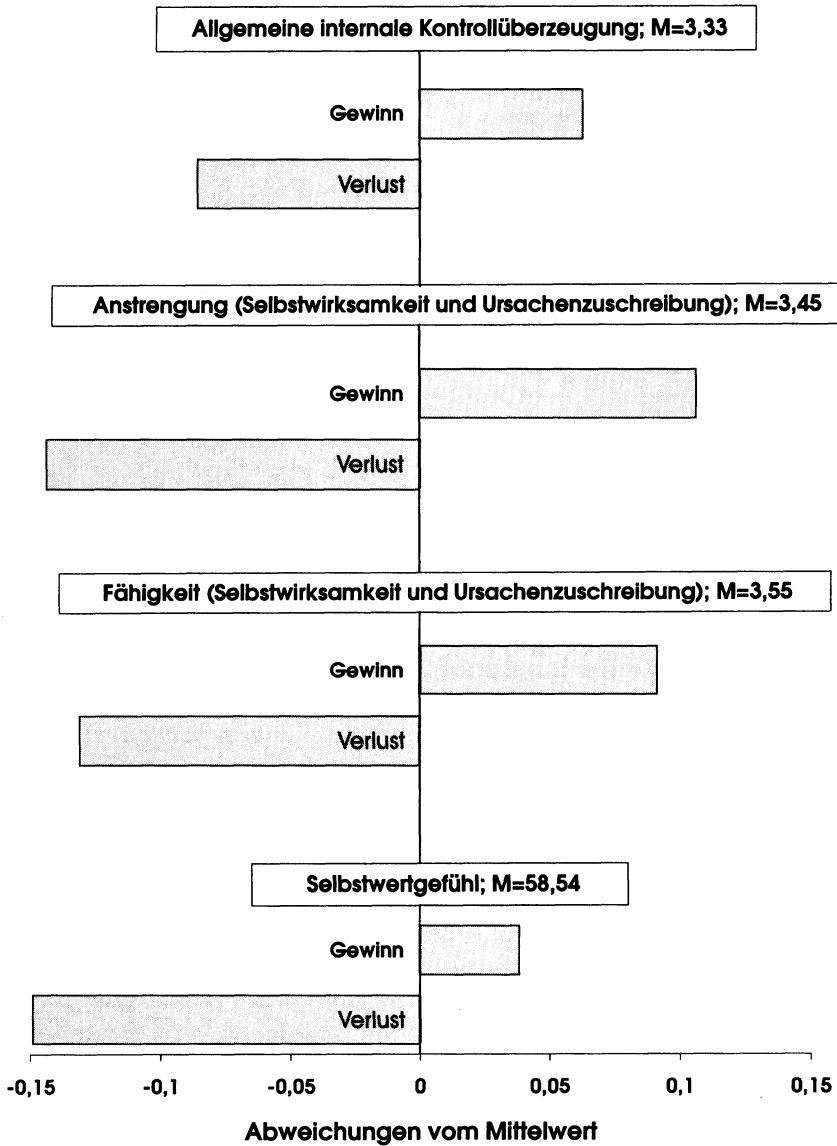 Allgemeine internale Kontrollüberzeugung; M=3,33
Gewinn
Verlust
Anstrengung (Selbstwirksamkeit und Ursachenzuschreibung); M=3,45
Gewinn
Verlust
Fähigkeit (Selbstwirksamkeit und Ursachenzuschreibung); M=3,55
Gewinn
Verlust
Selbstwertgefühl; M=58,54
Gewinn
Verlust
-0,15 -0,1 -0,05 0 0,05 0,1 0,15
Abweichungen vom Mittelwert